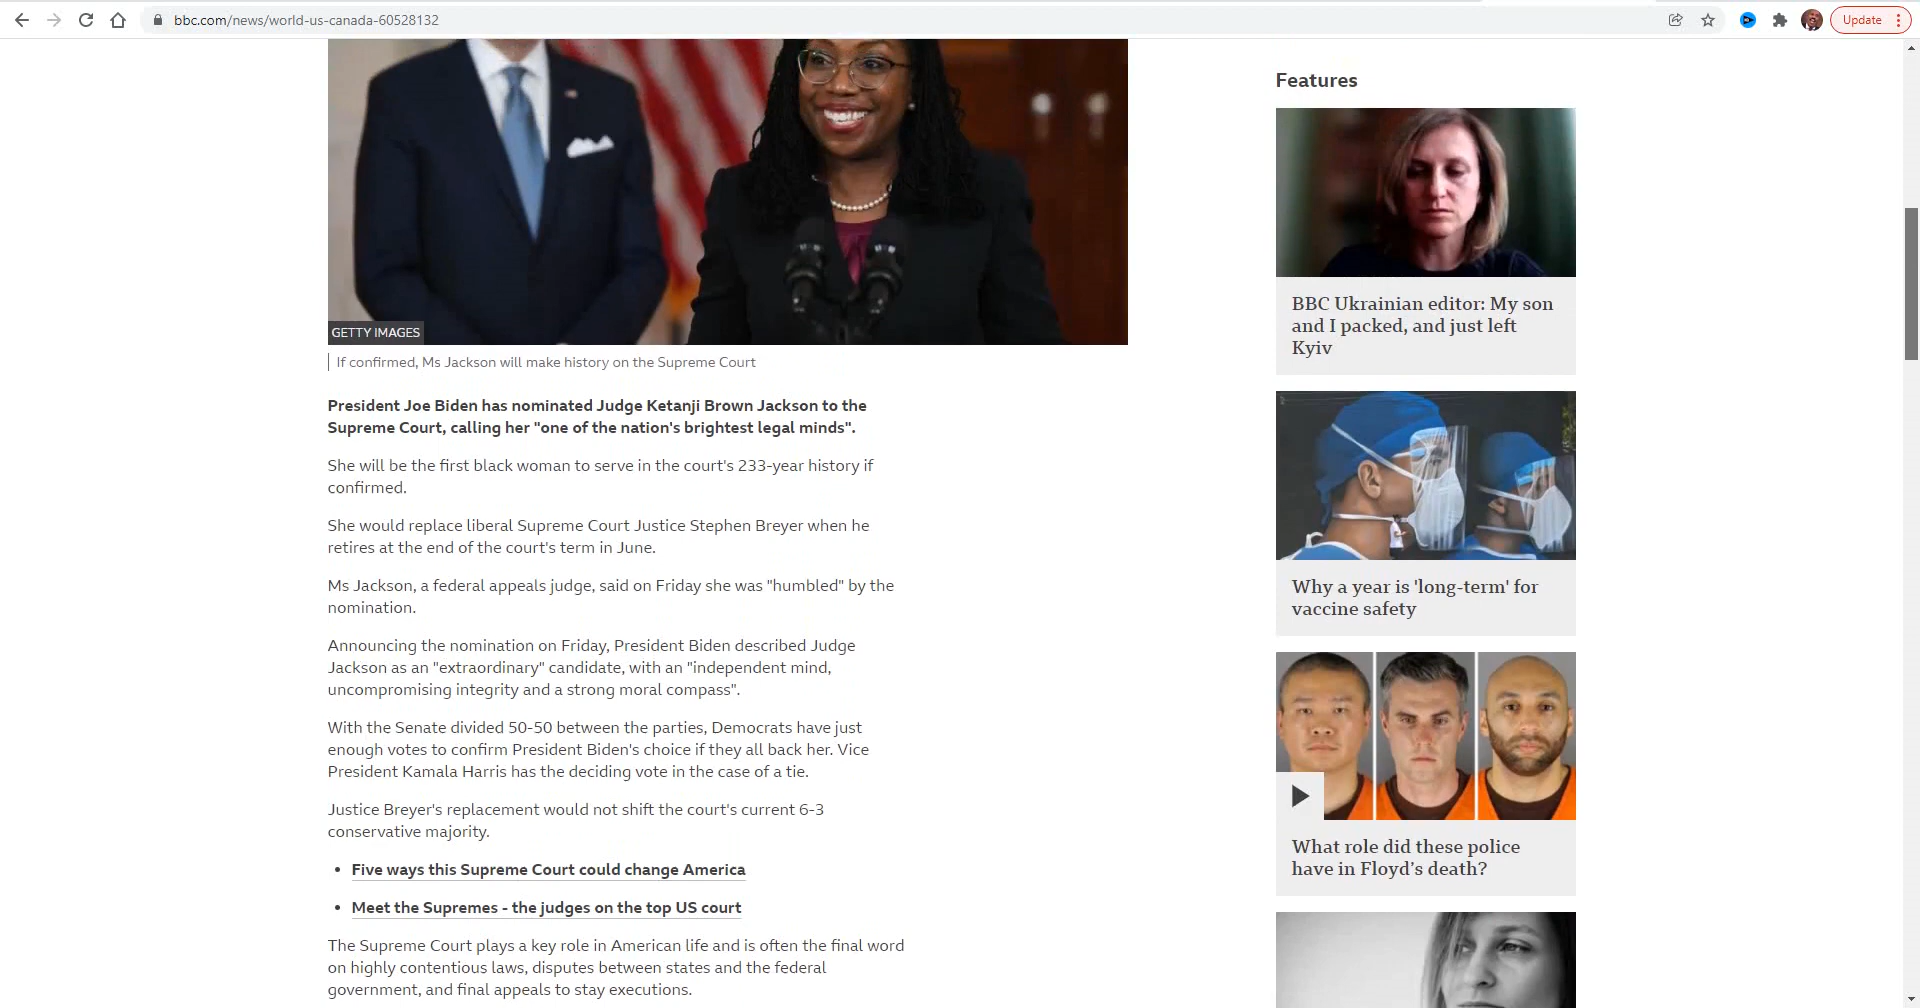 bbc.com/news/world-us-canada-60528132
Update
GETTY IMAGES
If confirmed, Ms Jackson will make history on the Supreme Court
President Joe Biden has nominated Judge Ketanji Brown Jackson to the
Supreme Court, calling her "one of the nation's brightest legal minds".
She will be the first black woman to serve in the court's 233-year history if
confirmed.
She would replace liberal Supreme Court Justice Stephen Breyer when he
retires at the end of the court's term in June.
Ms Jackson, a federal appeals judge, said on Friday she was "humbled" by the
nomination.
Announcing the nomination on Friday, President Biden described Judge
Jackson as an "extraordinary" candidate, with an "independent mind,
uncompromising integrity and a strong moral compass".
With the Senate divided 50-50 between the parties, Democrats have just
enough votes to confirm President Biden's choice if they all back her. Vice
President Kamala Harris has the deciding vote in the case of a tie.
Justice Breyer's replacement would not shift the court's current 6-3
conservative majority.
• Five ways this Supreme Court could change America
• Meet the Supremes - the judges on the top US court
The Supreme Court plays a key role in American life and is often the final word
on highly contentious laws, disputes between states and the federal
government, and final appeals to stay executions.
Features
BBC Ukrainian editor: My son
and I packed, and just left
Kyiv
Why a year is 'long-term' for
vaccine safety
What role did these police
have in Floyd’s death?